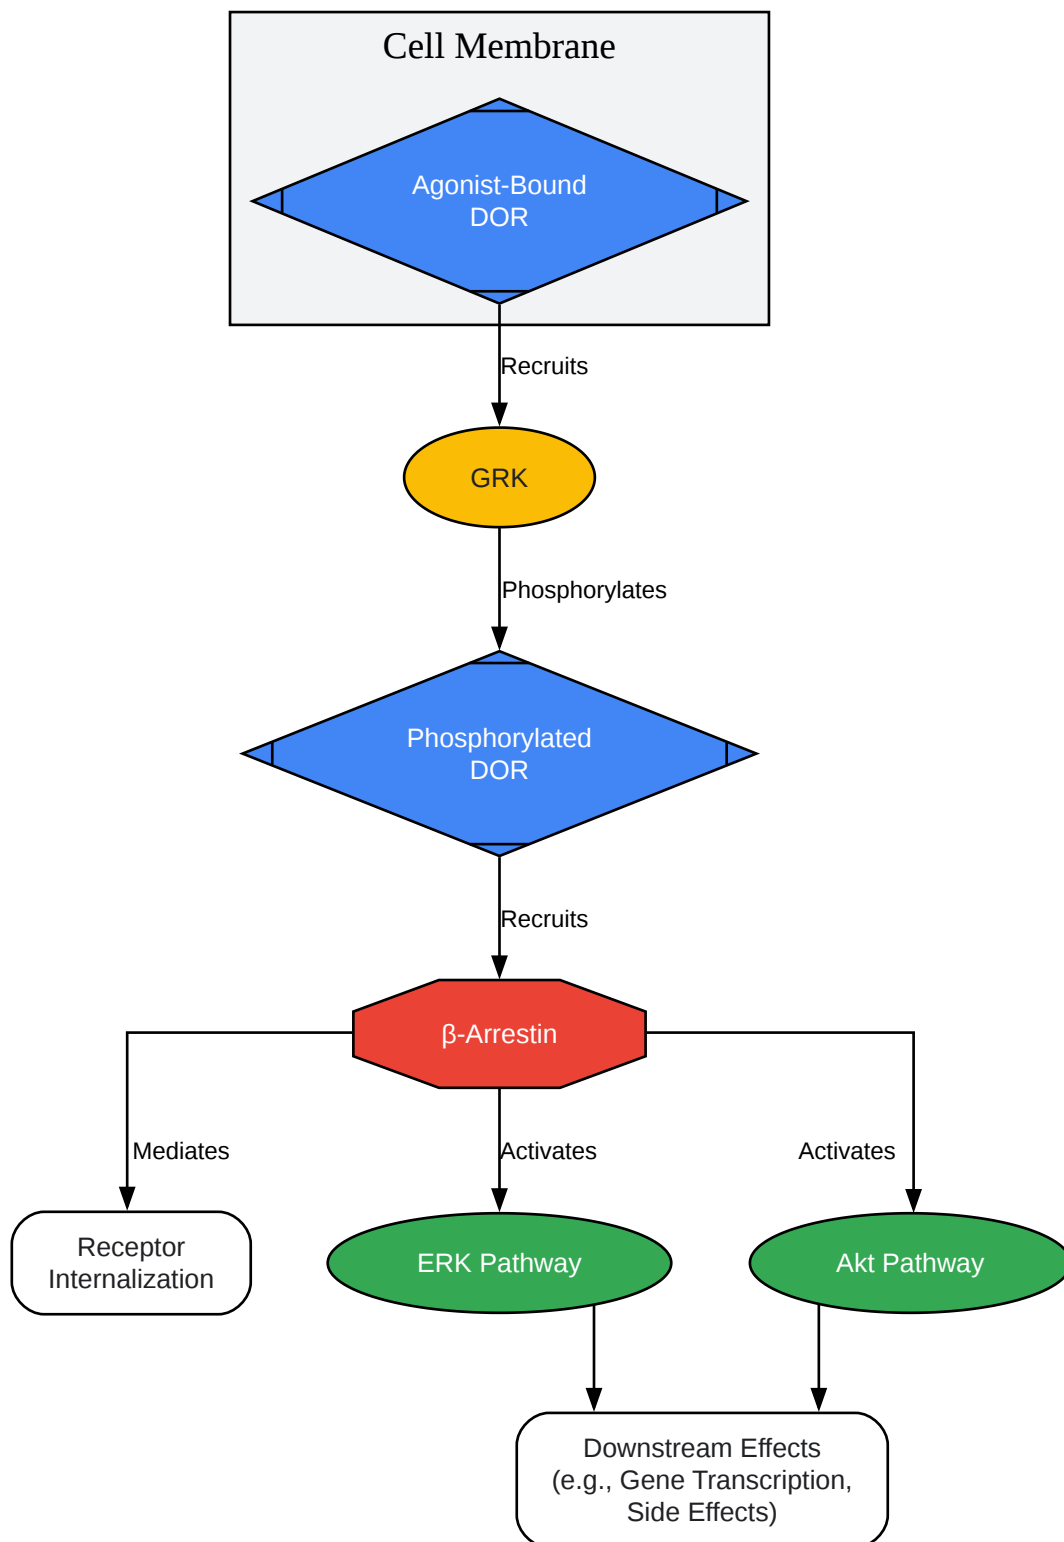 Cell Membrane
Agonist-Bound
DOR
Recruits
GRK
Phosphorylates
Phosphorylated
DOR
Recruits
β-Arrestin
Mediates
Activates
Activates
Receptor
Internalization
ERK Pathway
Akt Pathway
Downstream Effects
(e.g., Gene Transcription,
Side Effects)